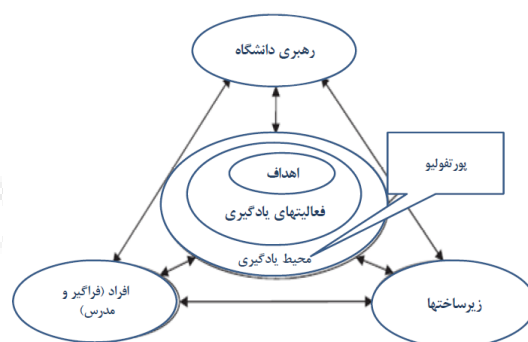 رهبری دانشگاه
پورتفولیو
اهداف
فعالیتهای یادگیری
محیط یادگیری
افراد (فراگیر و
مدرس)
زیرساختها